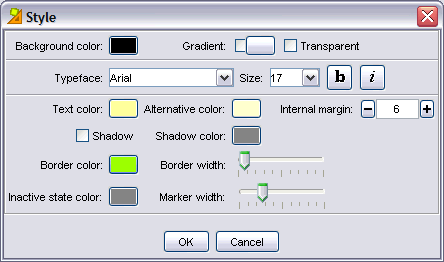 Style
Background color: Gradient: Transparent
Typeface: Arial Size: 17 b i
Text color: Alternative color: Internal margin: 6
Shadow Shadow color:
Border color: Border width:
Inactive state color: Marker width:
OK Cancel